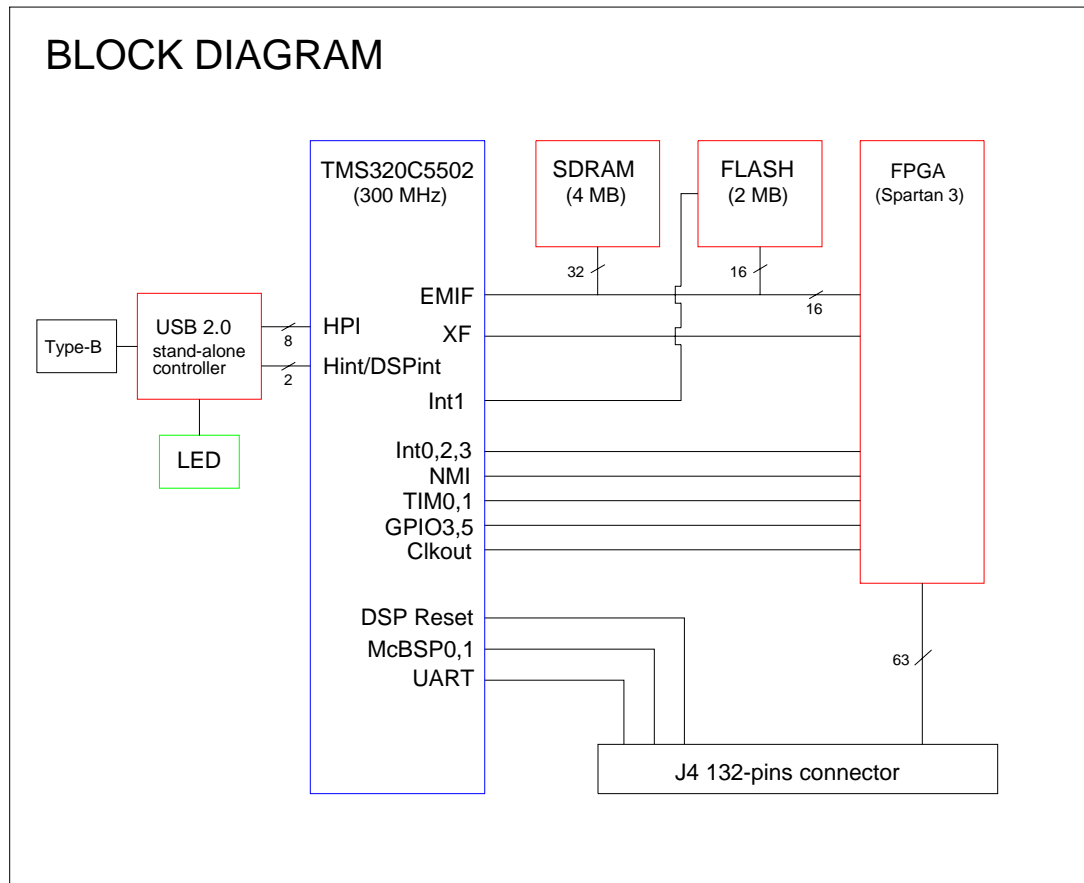 BLOCK DIAGRAM
TMS320C5502
(300 MHz)
SDRAM
(4 MB)
FLASH
(2 MB)
FPGA
(Spartan 3)
32
16
EMIF
16
USB 2.0
stand-alone
controller
Type-B
8
HPI
XF
2
Hint/DSPint
Int1
LED
Int0,2,3
NMI
TIM0,1
GPIO3,5
Clkout
DSP Reset
McBSP0,1
UART
63
J4 132-pins connector